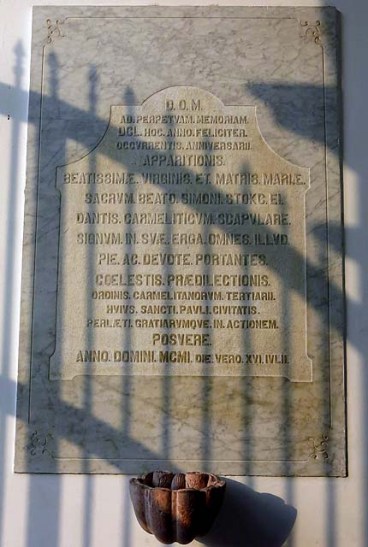 D. O. M.
AD. PERPETVAM. MEMORIAM.
DCL. HOC. ANNO. FELICITER.
OCCVRRENTIS. ANNIVERSARII.
APPARITIONIS.
BEATISSIMÆ. VIRGINIS. ET. MATRIS. MARIÆ.
SACRVM. BEATO. SIMONI. STOKC. EL
DANTIS. CARMELITICVM. SCAPVLARE.
SIGNVM. IN. SVÆ. ERGA. OMNES. ILLVD.
PIE. AC. DEVOTE. PORTANTES.
CŒLESTIS. PRÆDILECTIONIS.
ORDINIS. CARMELITANORVM. TERTIARII.
HVIVS. SANCTI. PAVLI. CIVITATIS.
PERLÆTI. GRATIARVMQVE. IN. ACTIONEM.
POSVERE.
ANNO. DOMINI. MCMI. DIE. VERO. XVI. IVLII.